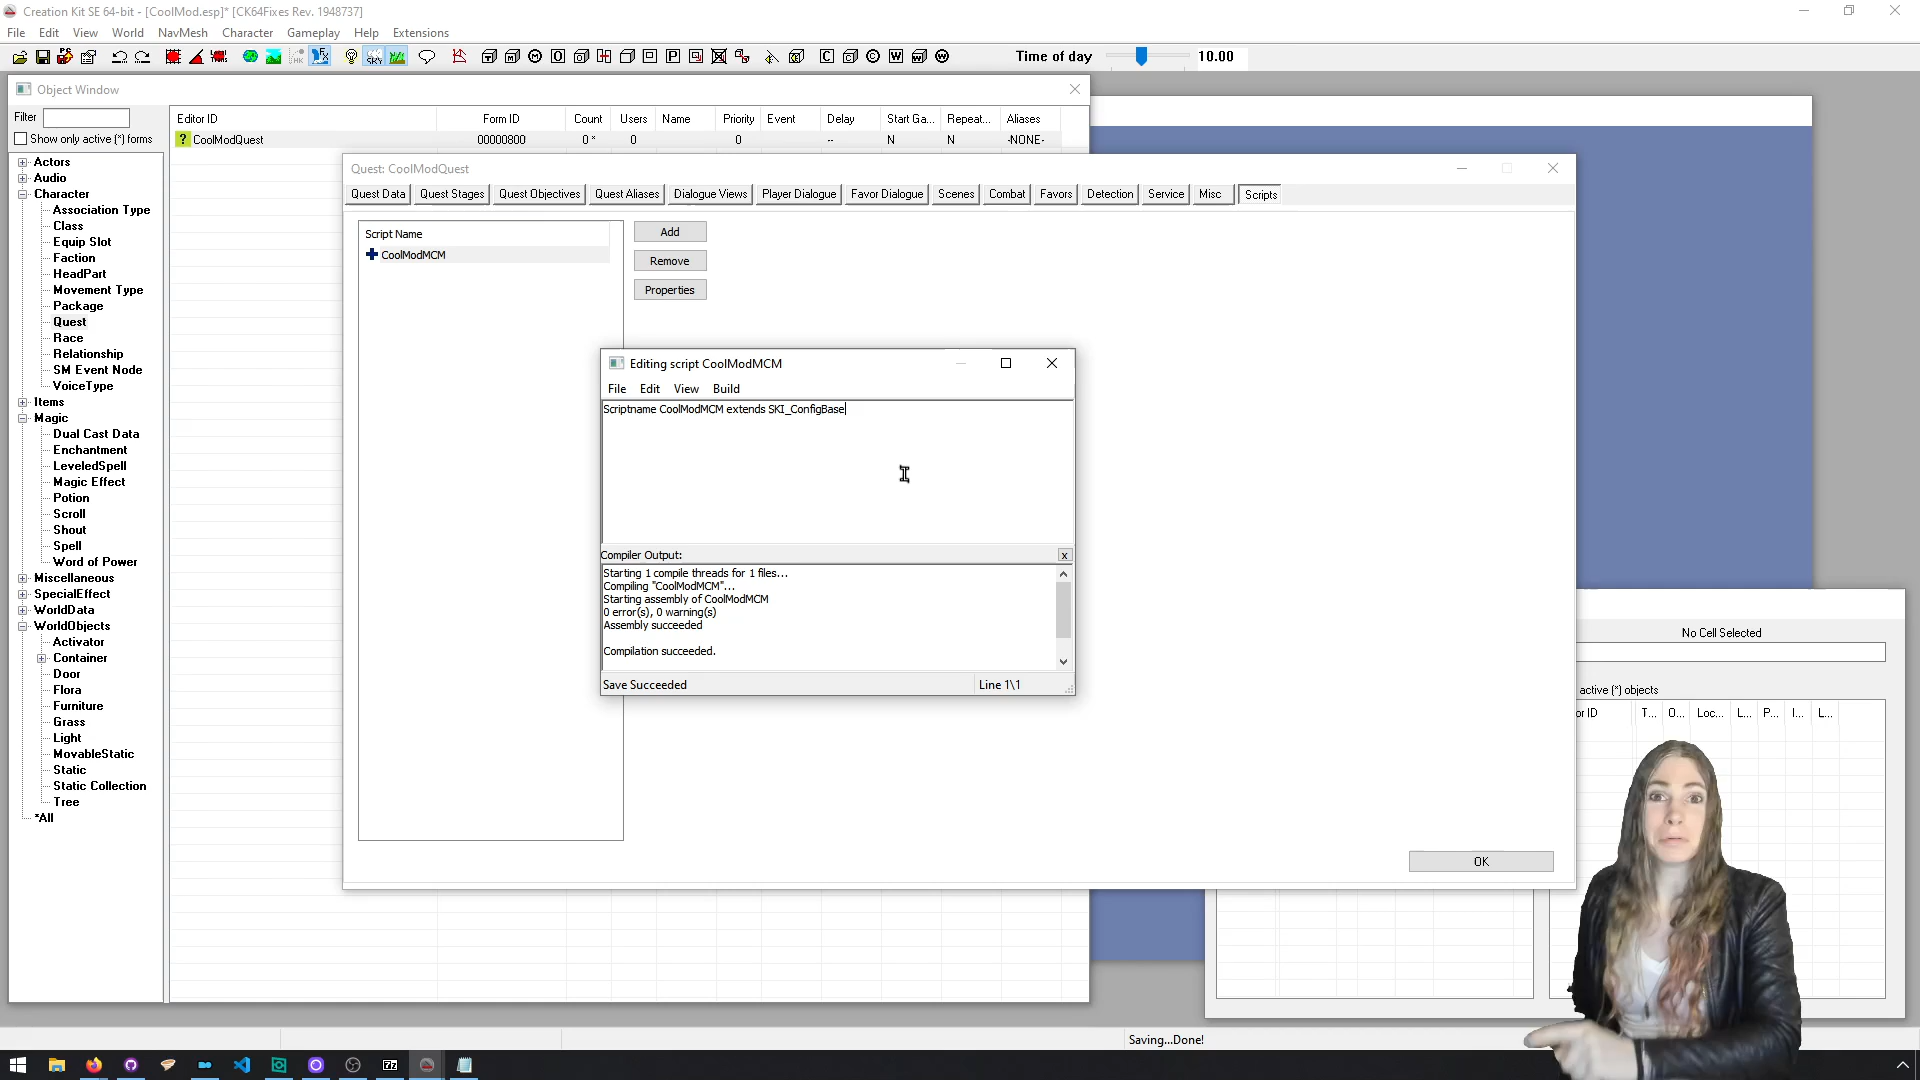 Creation Kit SE 64-bit - [CoolMod.esp]* [CK64Fixes Rev. 1948737]
File Edit View World NavMesh Character Gameplay Help Extensions
Time of day 10.00
Object Window
Filter
Show only active (*) forms
Editor ID Form ID Count Users Name Priority Event Delay Start Ga... Repeat... Aliases
CoolModQuest 00000800 0 * 0 0 -- N N -NONE-
Actors
Audio
Character
Association Type
Class
Equip Slot
Faction
HeadPart
Movement Type
Package
Quest
Race
Relationship
SM Event Node
VoiceType
Items
Magic
Dual Cast Data
Enchantment
LeveledSpell
Magic Effect
Potion
Scroll
Shout
Spell
Word of Power
Miscellaneous
SpecialEffect
WorldData
WorldObjects
Activator
Container
Door
Flora
Furniture
Grass
Light
MovableStatic
Static
Static Collection
Tree
*All
Quest: CoolModQuest
Quest Data Quest Stages Quest Objectives Quest Aliases Dialogue Views Player Dialogue Favor Dialogue Scenes Combat Favors Detection Service Misc Scripts
Script Name
CoolModMCM
Add
Remove
Properties
Editing script CoolModMCM
File Edit View Build
Scriptname CoolModMCM extends SKI_ConfigBase
Compiler Output:
x
Starting 1 compile threads for 1 files...
Compiling "CoolModMCM"...
Starting assembly of CoolModMCM
0 error(s), 0 warning(s)
Assembly succeeded
Compilation succeeded.
Save Succeeded Line 1\1
OK
No Cell Selected
active (*) objects
or ID T... O... Loc... L... P... I... L...
Saving...Done!